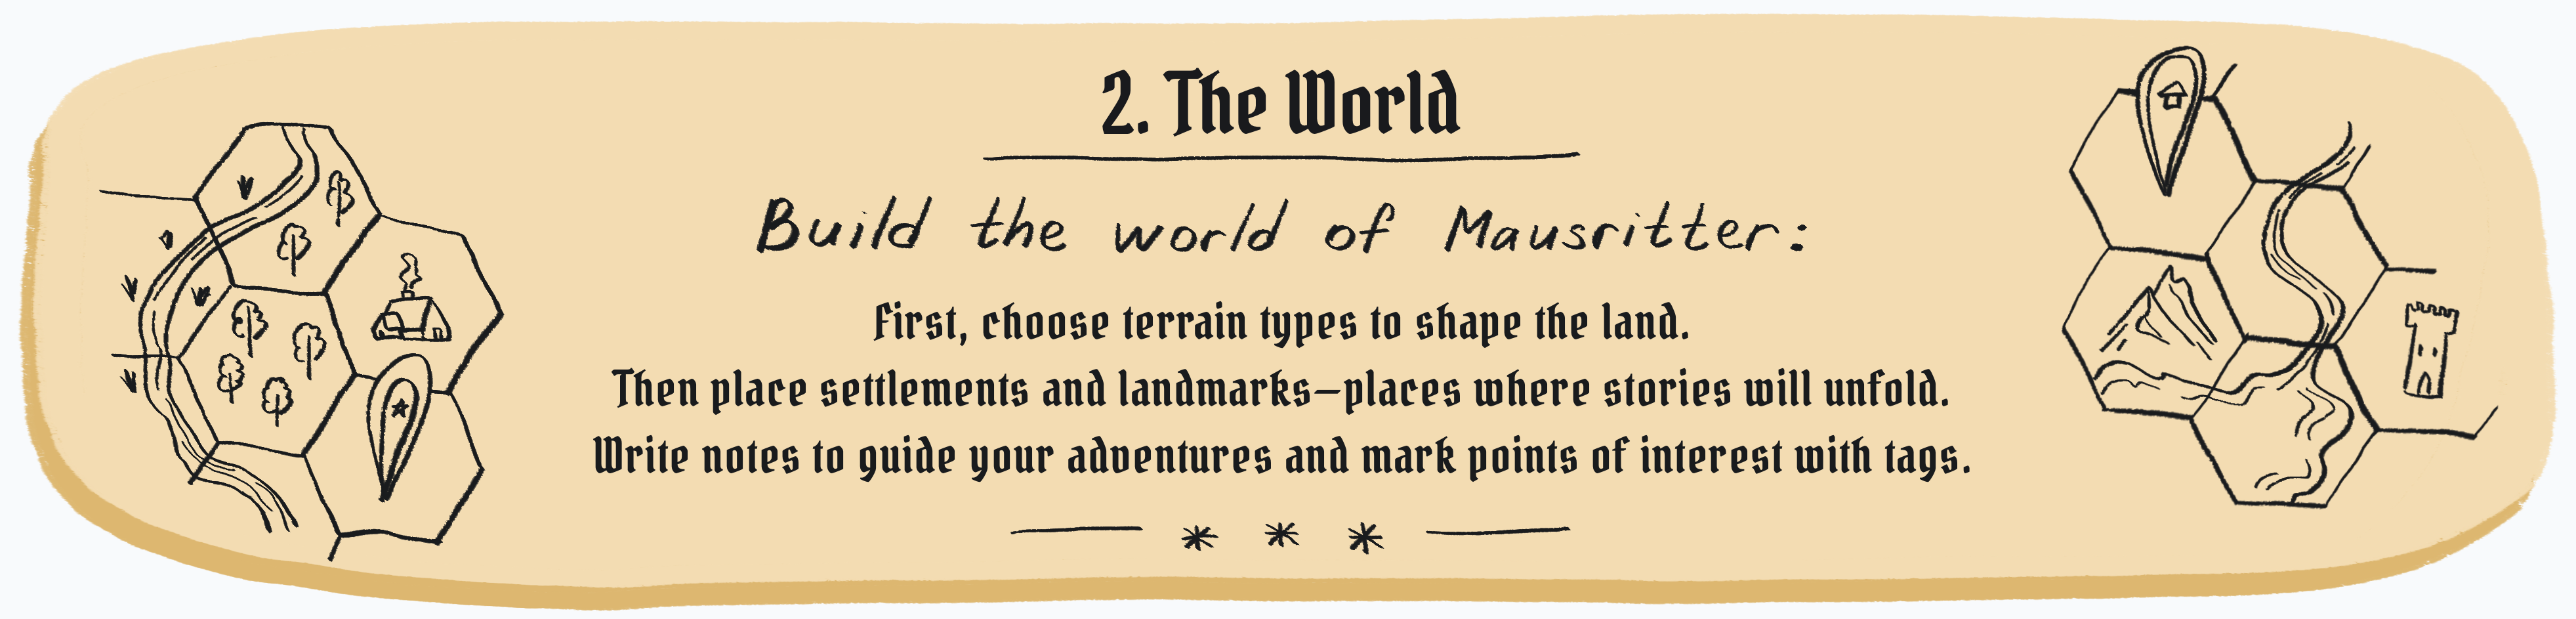 2. The World
Build the world of Mausritter:
First, choose terrain types to shape the land.
Then place settlements and landmarks—places where stories will unfold.
Write notes to guide your adventures and mark points of interest with tags.